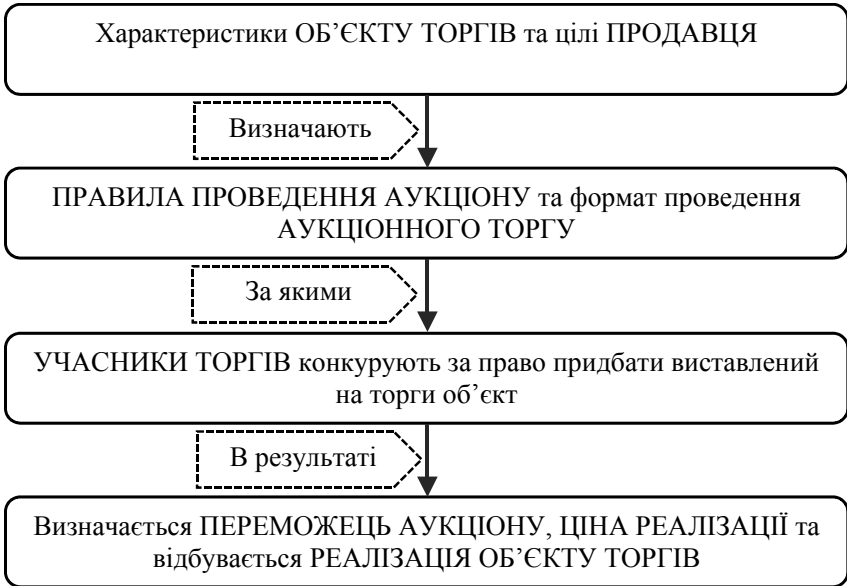 Характеристики ОБ’ЄКТУ ТОРГІВ та цілі ПРОДАВЦЯ
Визначають
ПРАВИЛА ПРОВЕДЕННЯ АУКЦІОНУ та формат проведення
АУКЦІОННОГО ТОРГУ
За якими
УЧАСНИКИ ТОРГІВ конкурують за право придбати виставлений
на торги об’єкт
В результаті
Визначається ПЕРЕМОЖЕЦЬ АУКЦІОНУ, ЦІНА РЕАЛІЗАЦІЇ та
відбувається РЕАЛІЗАЦІЯ ОБ’ЄКТУ ТОРГІВ